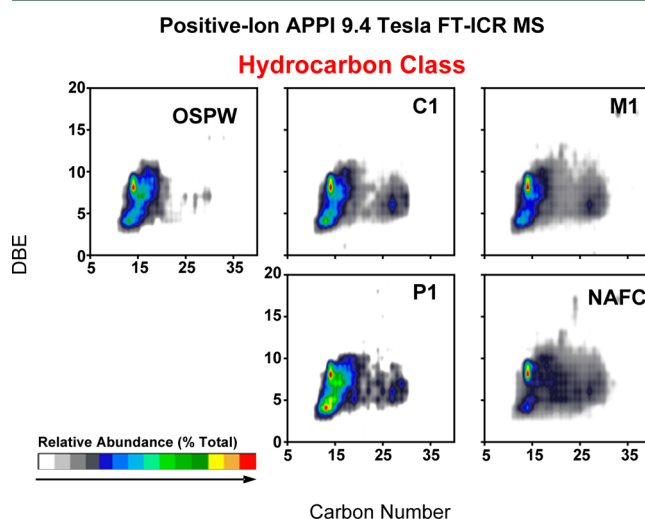 Positive-Ion APPI 9.4 Tesla FT-ICR MS
Hydrocarbon Class
20
15
10
5
0
OSPW
C1
M1
5
15
25
35
DBE
20
15
10
5
0
P1
NAFC
5
15
25
35
5
15
25
35
Relative Abundance (% Total)
Carbon Number